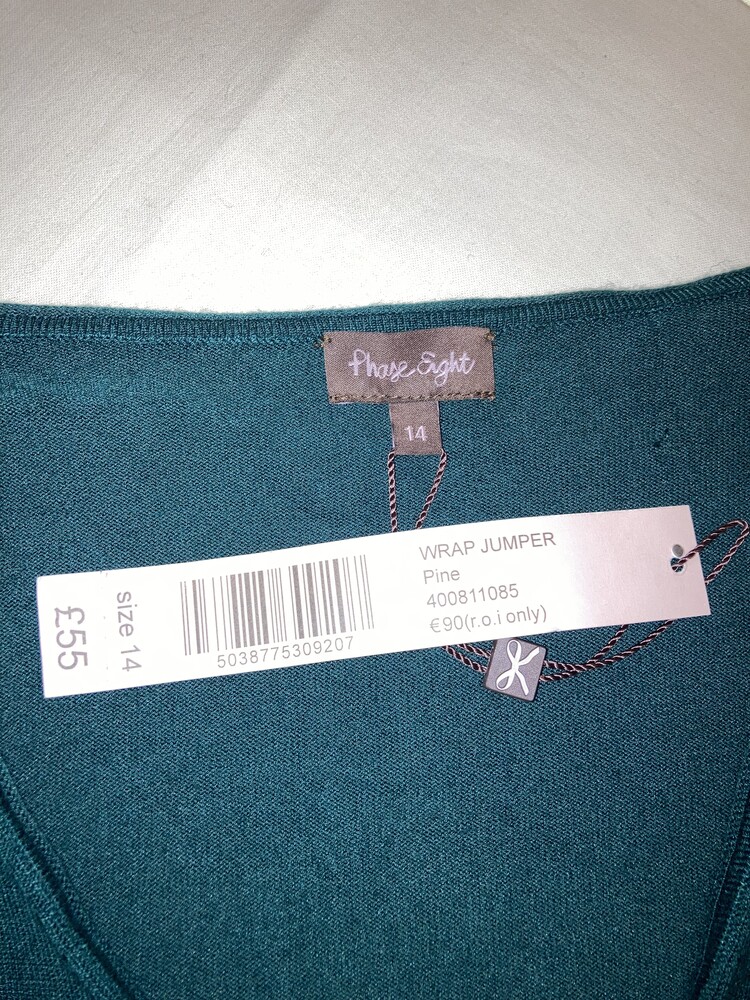 Phase Eight
14
WRAP JUMPER
Pine
400811085
€90(r.o.i only)
5038775309207
size 14
£55